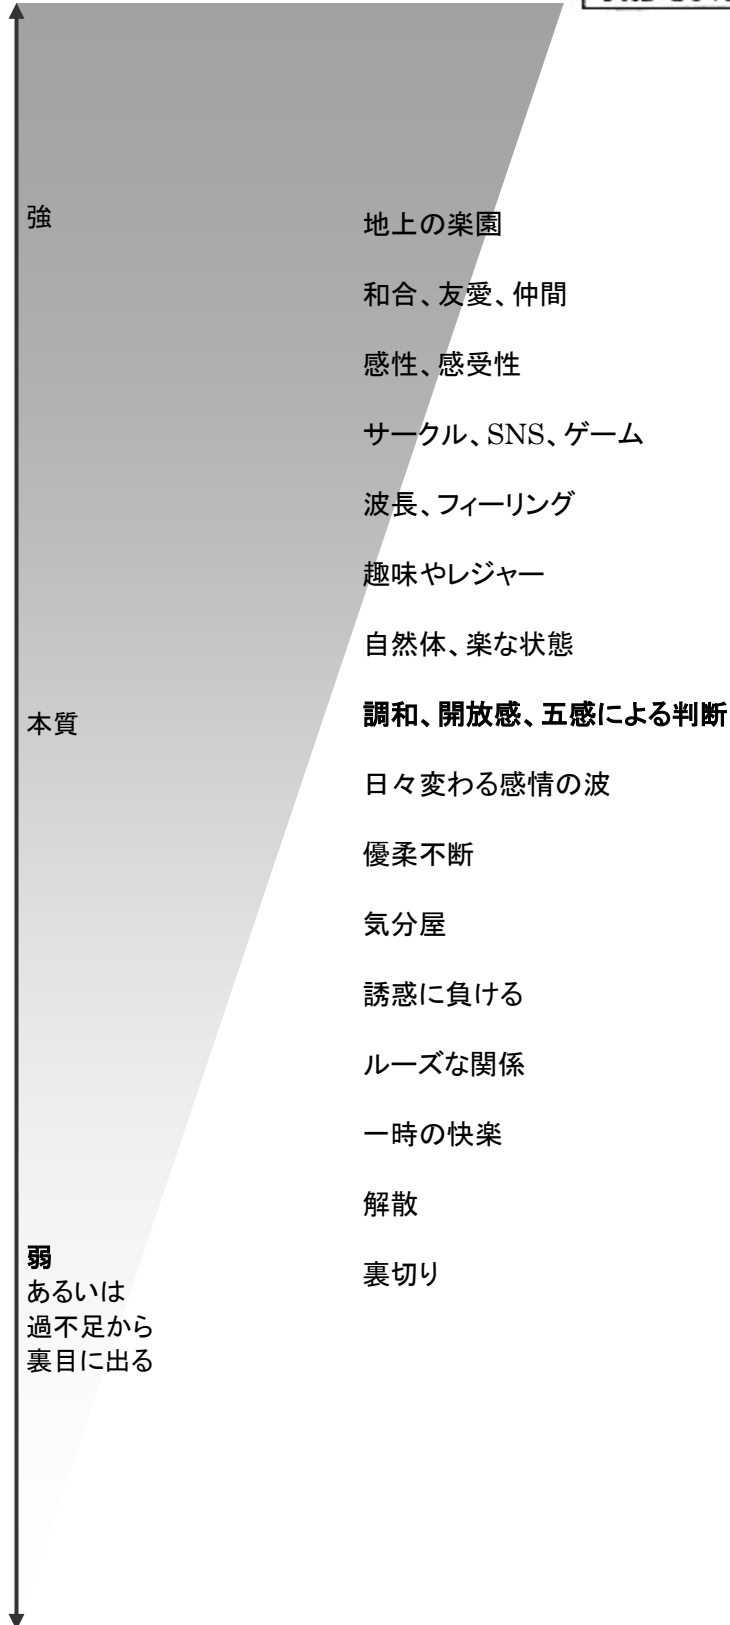 強
地上の楽園
和合、友愛、仲間
感性、感受性
サークル、SNS、ゲーム
波長、フィーリング
趣味やレジャー
自然体、楽な状態
本質
調和、開放感、五感による判断
日々変わる感情の波
優柔不断
気分屋
誘惑に負ける
ルーズな関係
一時の快楽
解散
弱
あるいは
過不足から
裏目に出る
裏切り